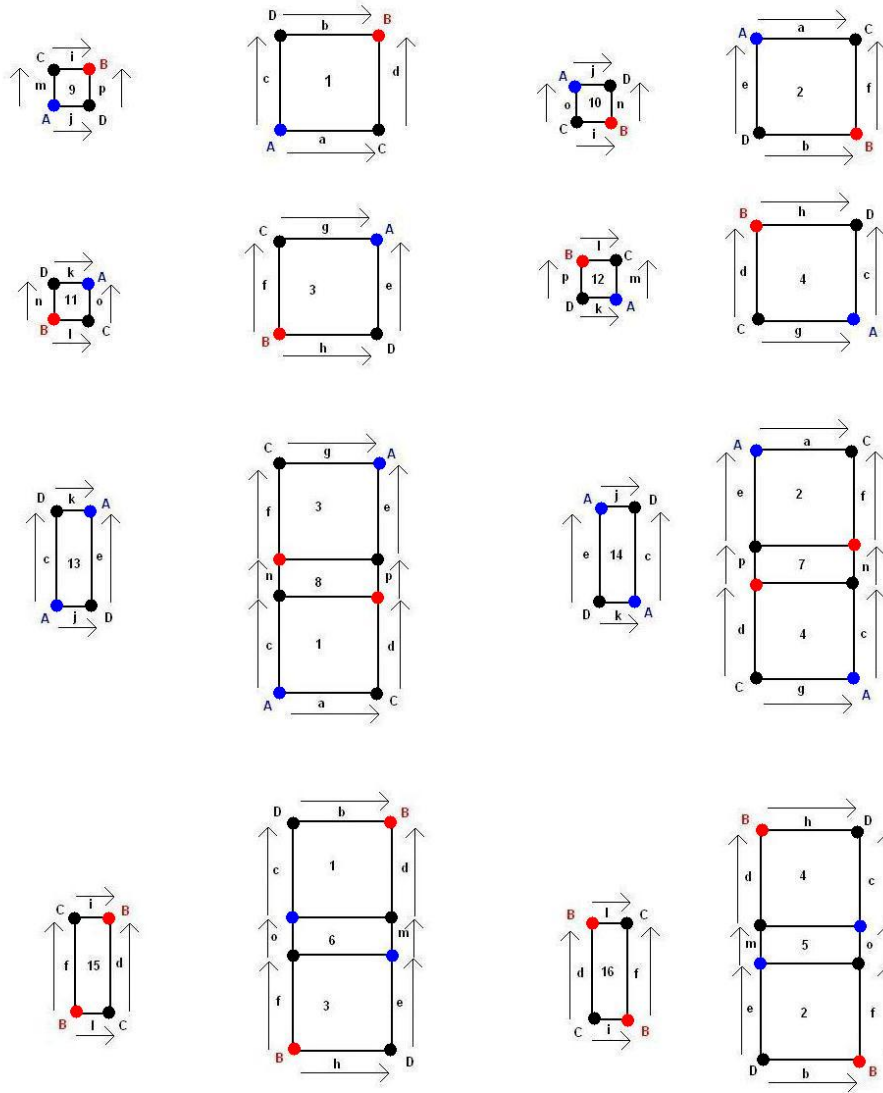 D b B
C i B
c 1 d
m 9 p
A j D
A a C
a C
A j D
A
e 2 f
o 10 n
C i B
D b B
C g A
D k A
f 3 e
n 11 o
B l C
B h D
B h D
B l C
d 4 c
p 12 m
D k A
C g A
C g A
D k A
f 3 e
c 13 e
n 8 p
A j D
c 1 d
A a C
A a C
A j D
e 2 f
e 14 c
p 7 n
D k A
d 4 c
C g A
D b B
c 1 d
C i B
o 6 m
f 15 d
f 3 e
B l C
B h D
B h D
d 4 c
B l C
m 5 o
d 16 f
e 2 f
C i B
D b B